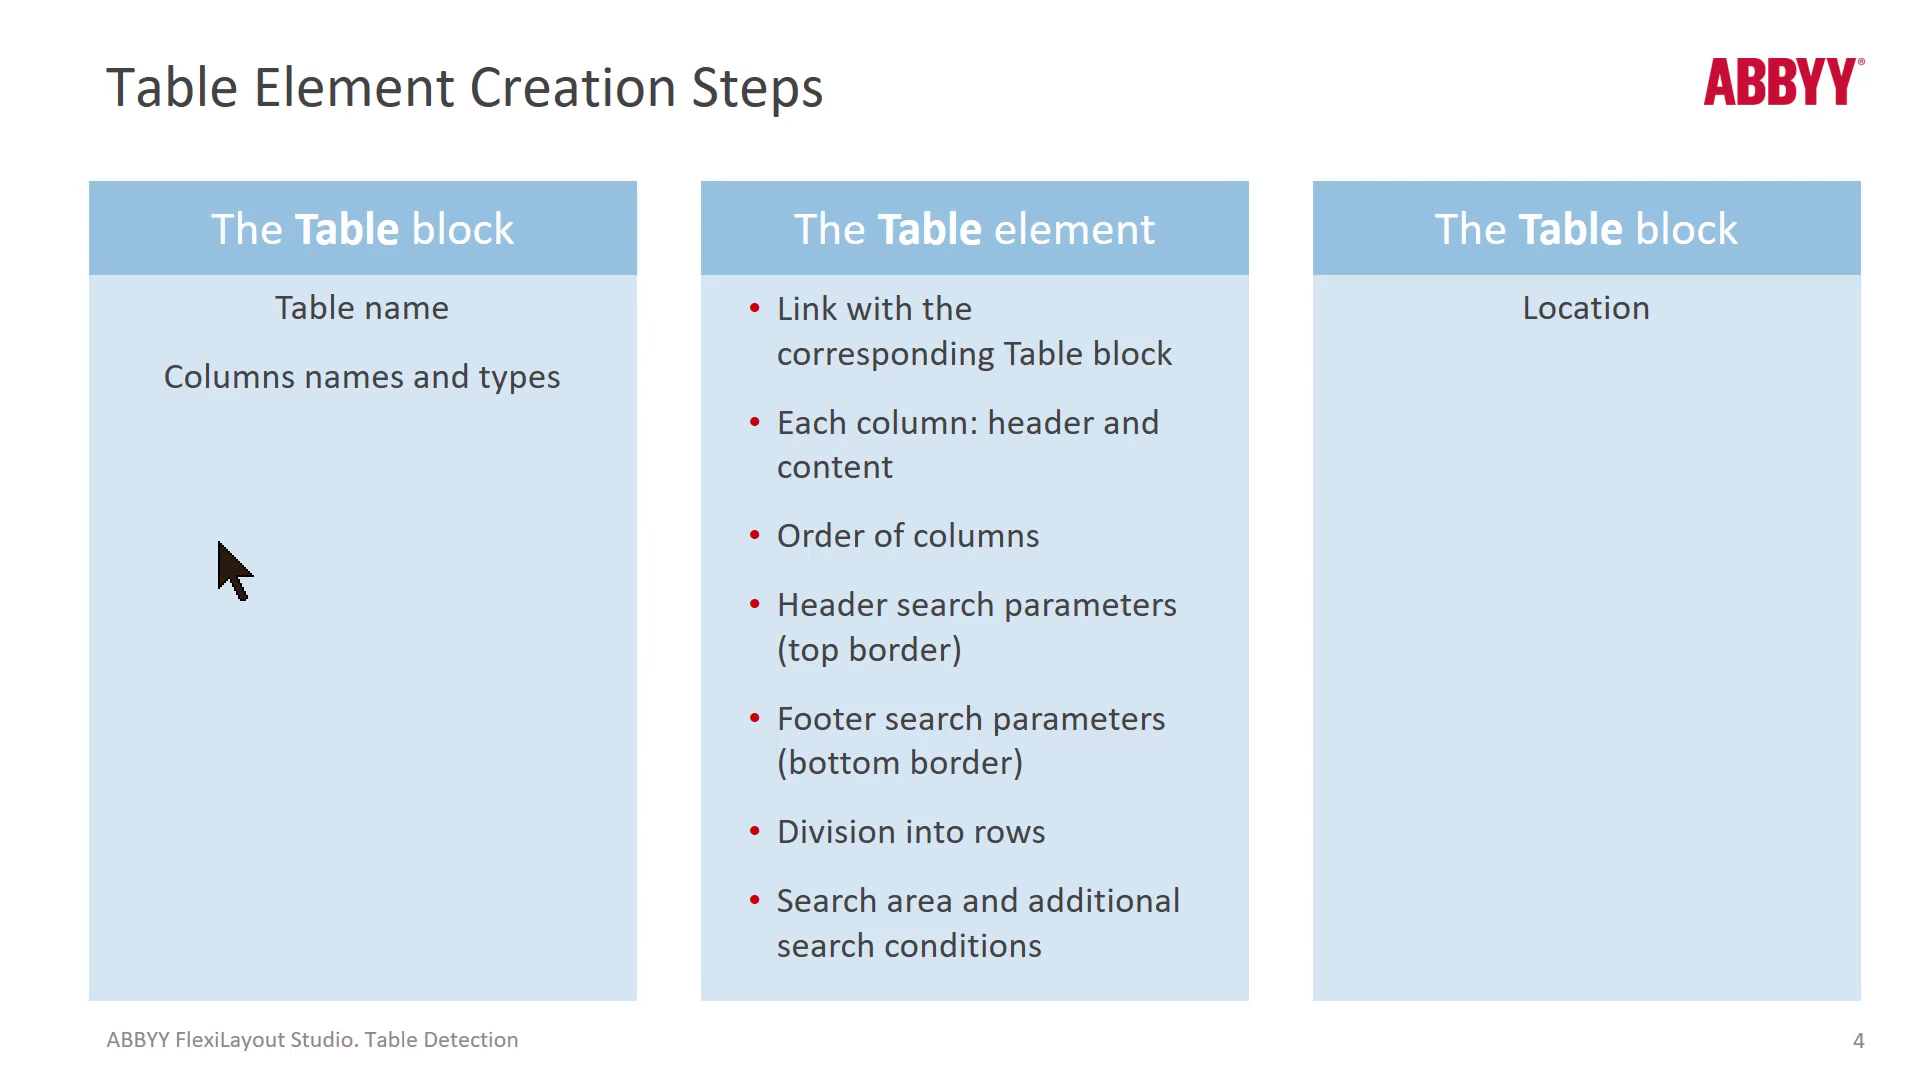 Table Element Creation Steps
ABBYY®
The Table block
Table name
Columns names and types
The Table element
• Link with the
corresponding Table block
• Each column: header and
content
• Order of columns
• Header search parameters
(top border)
• Footer search parameters
(bottom border)
• Division into rows
• Search area and additional
search conditions
The Table block
Location
ABBYY FlexiLayout Studio. Table Detection
4